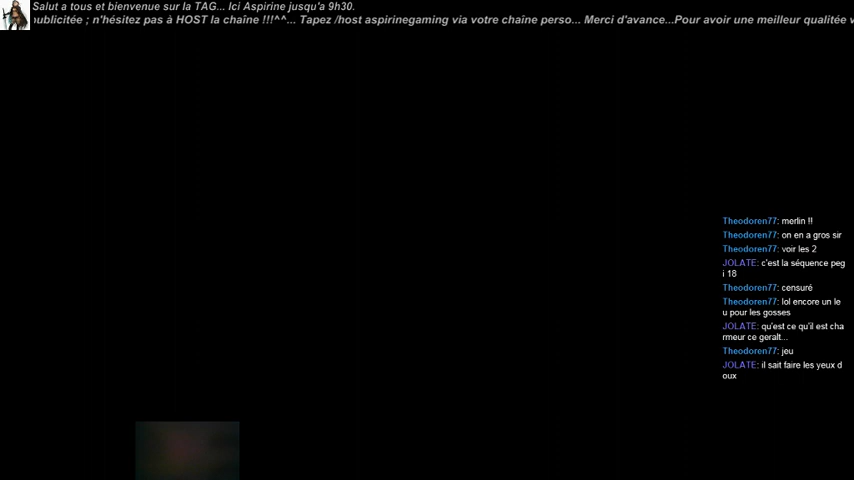 Salut a tous et bienvenue sur la TAG... Ici Aspirine jusqu'a 9h30.
ublicitée ; n'hésitez pas à HOST la chaîne !!!^^... Tapez /host aspirinegaming via votre chaîne perso... Merci d'avance...Pour avoir une meilleur qualitée v
Theodoren77: merlin !!
Theodoren77: on en a gros sir
Theodoren77: voir les 2
JOLATE: c'est la séquence peg
i 18
Theodoren77: censuré
Theodoren77: lol encore un le
u pour les gosses
JOLATE: qu'est ce qu'il est cha
rmeur ce geralt...
Theodoren77: jeu
JOLATE: il sait faire les yeux d
oux